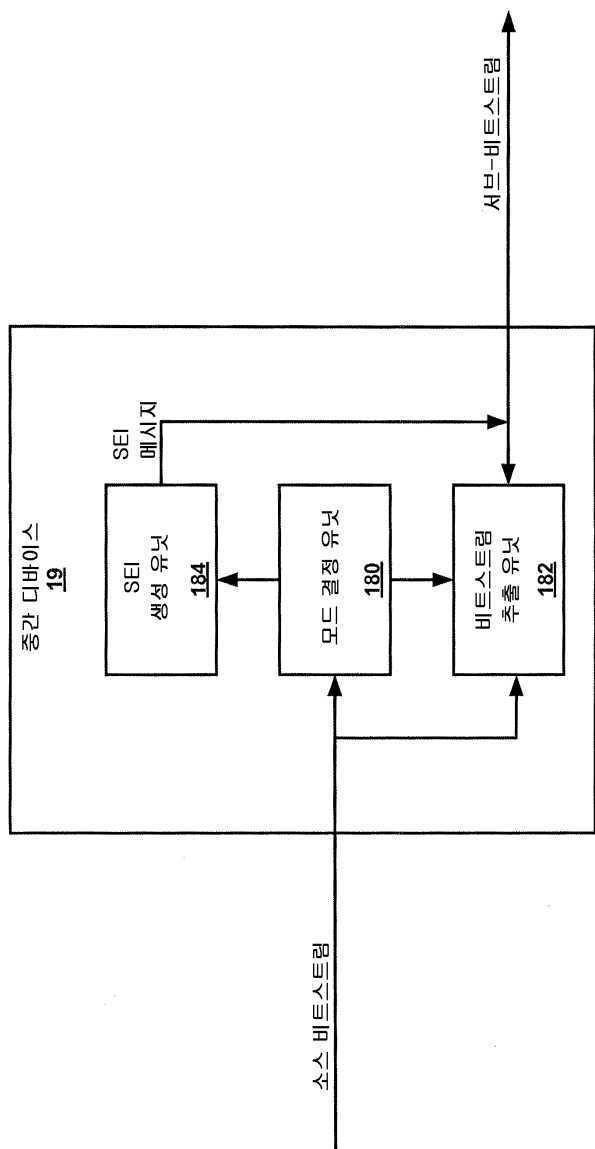 중간 디바이스
19
SEI
메시지
SEI
생성 유닛
184
모드 결정 유닛
180
비트스트림
추출 유닛
182
소스 비트스트림
서브-비트스트림